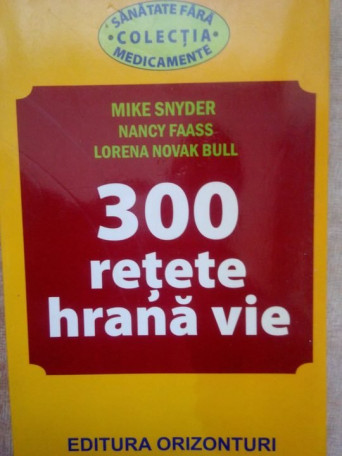 SĂNĂTATE FĂRĂ
• COLECȚIA •
MEDICAMENTE
MIKE SNYDER
NANCY FAASS
LORENA NOVAK BULL
300
rețete
hrană vie
EDITURA ORIZONTURI